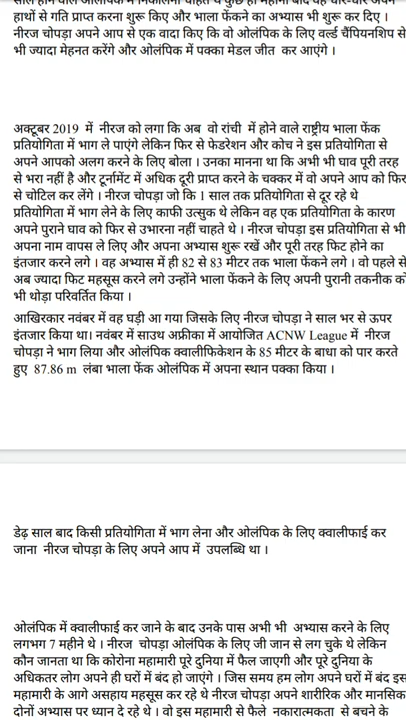 हाथों से गति प्राप्त करना शुरू किए और भाला फेंकने का अभ्यास भी शुरू कर दिए ।
नीरज चोपड़ा अपने आप से एक वादा किए कि वो ओलंपिक के लिए वर्ल्ड चैंपियनशिप से
भी ज्यादा मेहनत करेंगे और ओलंपिक में पक्का मेडल जीत कर आएंगे ।
अक्टूबर 2019 में नीरज को लगा कि अब वो रांची में होने वाले राष्ट्रीय भाला फेंक
प्रतियोगिता में भाग ले पाएंगे लेकिन फिर से फेडरेशन और कोच ने इस प्रतियोगिता से
अपने आपको अलग करने के लिए बोला । उनका मानना था कि अभी भी घाव पूरी तरह
से भरा नहीं है और टूर्नामेंट में अधिक दूरी प्राप्त करने के चक्कर में वो अपने आप को फिर
से चोटिल कर लेंगे । नीरज चोपड़ा जो कि 1 साल तक प्रतियोगिता से दूर रहे थे
प्रतियोगिता में भाग लेने के लिए काफी उत्सुक थे लेकिन वह एक प्रतियोगिता के कारण
अपने पुराने घाव को फिर से उभारना नहीं चाहते थे । नीरज चोपड़ा इस प्रतियोगिता से भी
अपना नाम वापस ले लिए और अपना अभ्यास शुरू रखें और पूरी तरह फिट होने का
इंतजार करने लगे । वह अभ्यास में ही 82 से 83 मीटर तक भाला फेंकने लगे । वो पहले से
अब ज्यादा फिट महसूस करने लगे उन्होंने भाला फेंकने के लिए अपनी पुरानी तकनीक को
भी थोड़ा परिवर्तित किया ।
आखिरकार नवंबर में वह घड़ी आ गया जिसके लिए नीरज चोपड़ा ने साल भर से ऊपर
इंतजार किया था। नवंबर में साउथ अफ्रीका में आयोजित ACNW League में नीरज
चोपड़ा ने भाग लिया और ओलंपिक क्वालीफिकेशन के 85 मीटर के बाधा को पार करते
हुए 87.86 m लंबा भाला फेंक ओलंपिक में अपना स्थान पक्का किया ।
डेढ़ साल बाद किसी प्रतियोगिता में भाग लेना और ओलंपिक के लिए क्वालीफाई कर
जाना नीरज चोपड़ा के लिए अपने आप में उपलब्धि था ।
ओलंपिक में क्वालीफाई कर जाने के बाद उनके पास अभी भी अभ्यास करने के लिए
लगभग 7 महीने थे । नीरज चोपड़ा ओलंपिक के लिए जी जान से लग चुके थे लेकिन
कौन जानता था कि कोरोना महामारी पूरे दुनिया में फैल जाएगी और पूरे दुनिया के
अधिकतर लोग अपने ही घरों में बंद हो जाएंगे । जिस समय हम लोग अपने घरों में बंद इस
महामारी के आगे असहाय महसूस कर रहे थे नीरज चोपड़ा अपने शारीरिक और मानसिक
दोनों अभ्यास पर ध्यान दे रहे थे । वो इस महामारी से फैले नकारात्मकता से बचने के